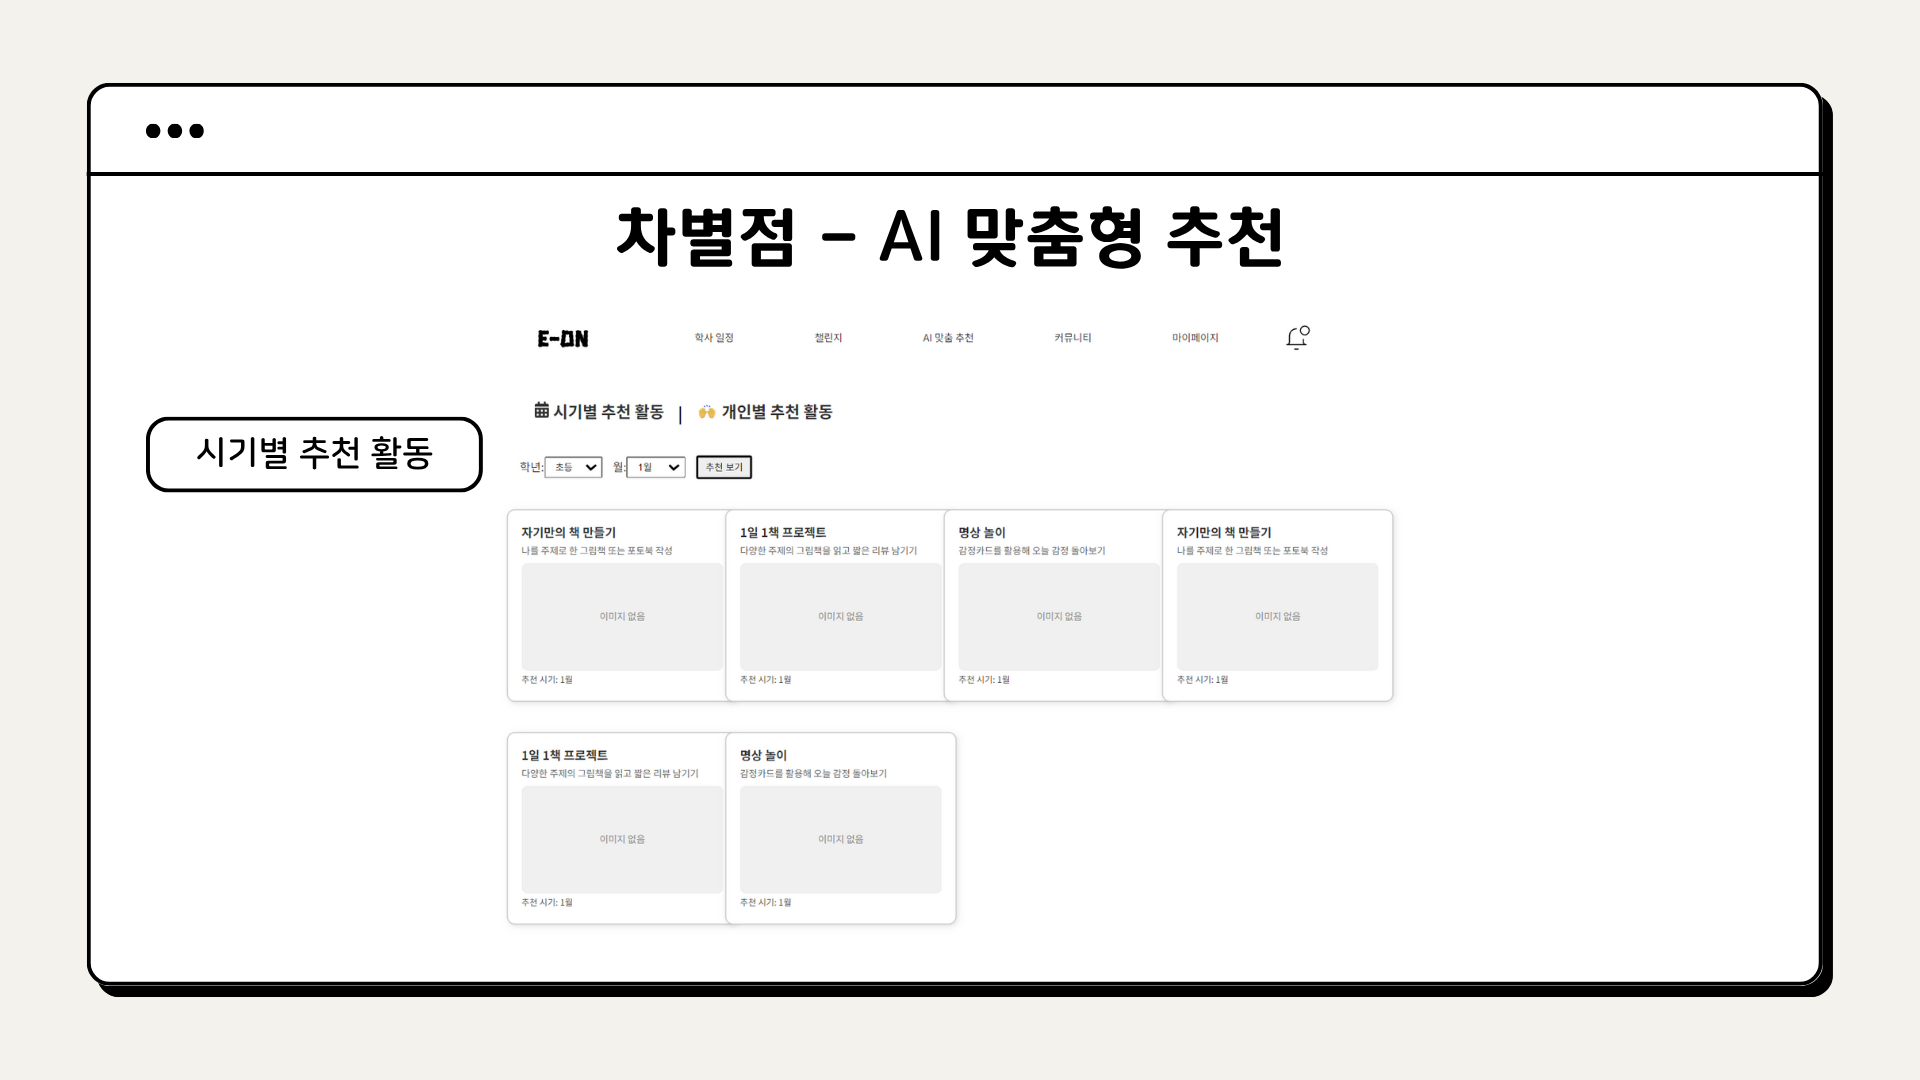 차별점 - AI 맞춤형 추천
E-ON 학사 일정 챌린지 AI 맞춤 추천 커뮤니티 마이페이지
시기별 추천 활동 | 개인별 추천 활동
시기별 추천 활동
학년: 초등 월: 1월 추천 보기
자기만의 책 만들기
나를 주제로 한 그림책 또는 포토북 작성
이미지 없음
추천 시기: 1월
1일 1책 프로젝트
다양한 주제의 그림책을 읽고 짧은 리뷰 남기기
이미지 없음
추천 시기: 1월
명상 놀이
감정카드를 활용해 오늘 감정 돌아보기
이미지 없음
추천 시기: 1월
자기만의 책 만들기
나를 주제로 한 그림책 또는 포토북 작성
이미지 없음
추천 시기: 1월
1일 1책 프로젝트
다양한 주제의 그림책을 읽고 짧은 리뷰 남기기
이미지 없음
추천 시기: 1월
명상 놀이
감정카드를 활용해 오늘 감정 돌아보기
이미지 없음
추천 시기: 1월